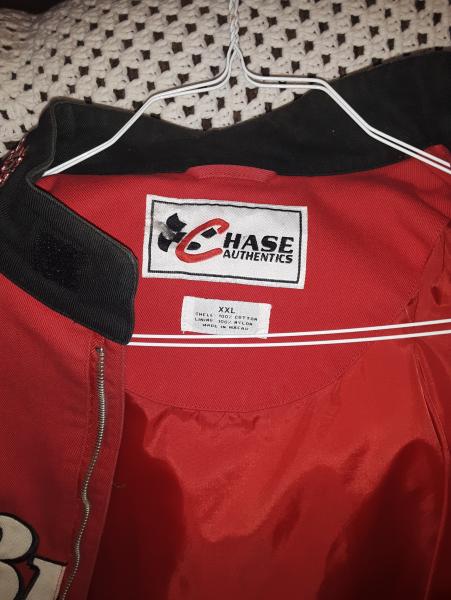 CHASE
AUTHENTICS
XXL
SHELL: 100% COTTON
LINING: 100% NYLON
MADE IN MACAU